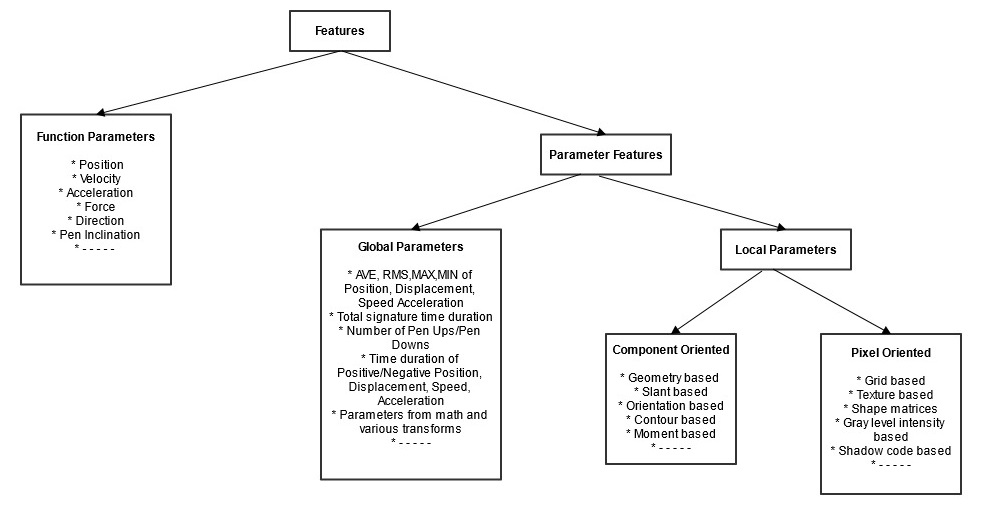 Features
Function Parameters
* Position
* Velocity
* Acceleration
* Force
* Direction
* Pen Inclination
* - - - - -
Parameter Features
Global Parameters
* AVE, RMS,MAX,MIN of
Position, Displacement,
Speed Acceleration
* Total signature time duration
* Number of Pen Ups/Pen
Downs
* Time duration of
Positive/Negative Position,
Displacement, Speed,
Acceleration
* Parameters from math and
various transforms
* - - - - -
Local Parameters
Component Oriented
* Geometry based
* Slant based
* Orientation based
* Contour based
* Moment based
* - - - - -
Pixel Oriented
* Grid based
* Texture based
* Shape matrices
* Gray level intensity
based
* Shadow code based
* - - - - -